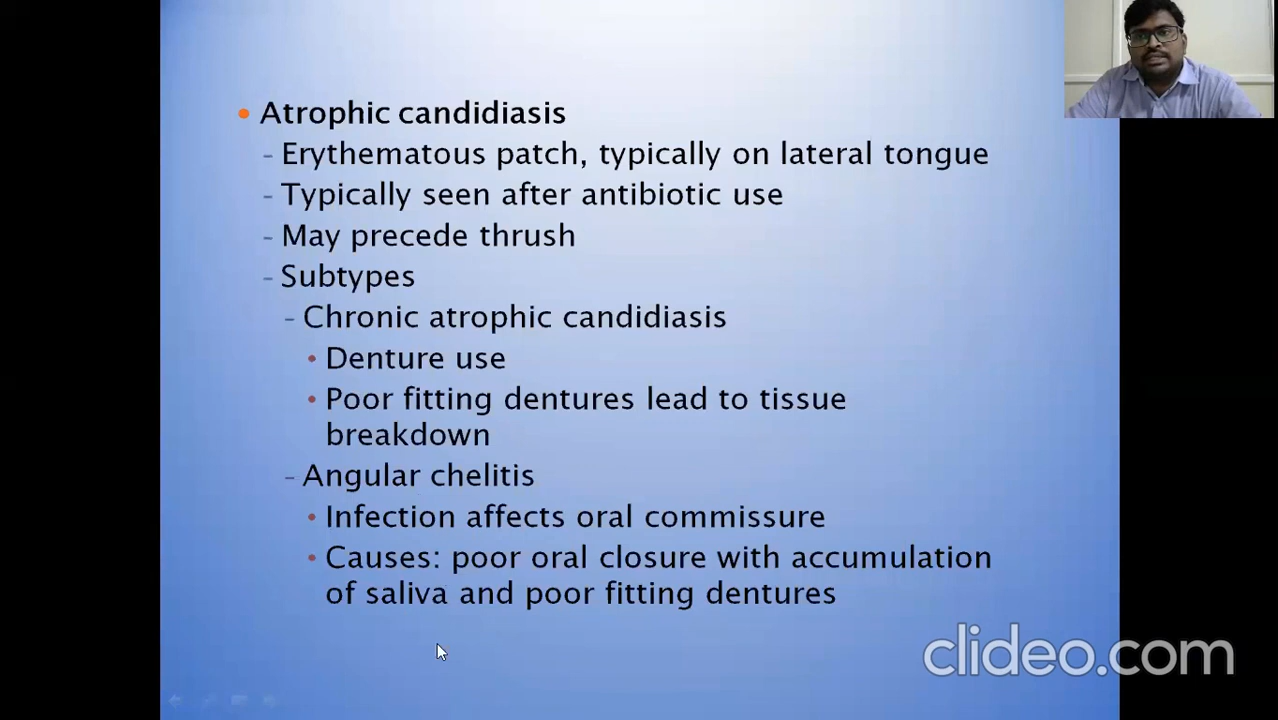 • Atrophic candidiasis
- Erythematous patch, typically on lateral tongue
- Typically seen after antibiotic use
- May precede thrush
- Subtypes
- Chronic atrophic candidiasis
• Denture use
• Poor fitting dentures lead to tissue
breakdown
- Angular chelitis
• Infection affects oral commissure
• Causes: poor oral closure with accumulation
of saliva and poor fitting dentures
clideo.com